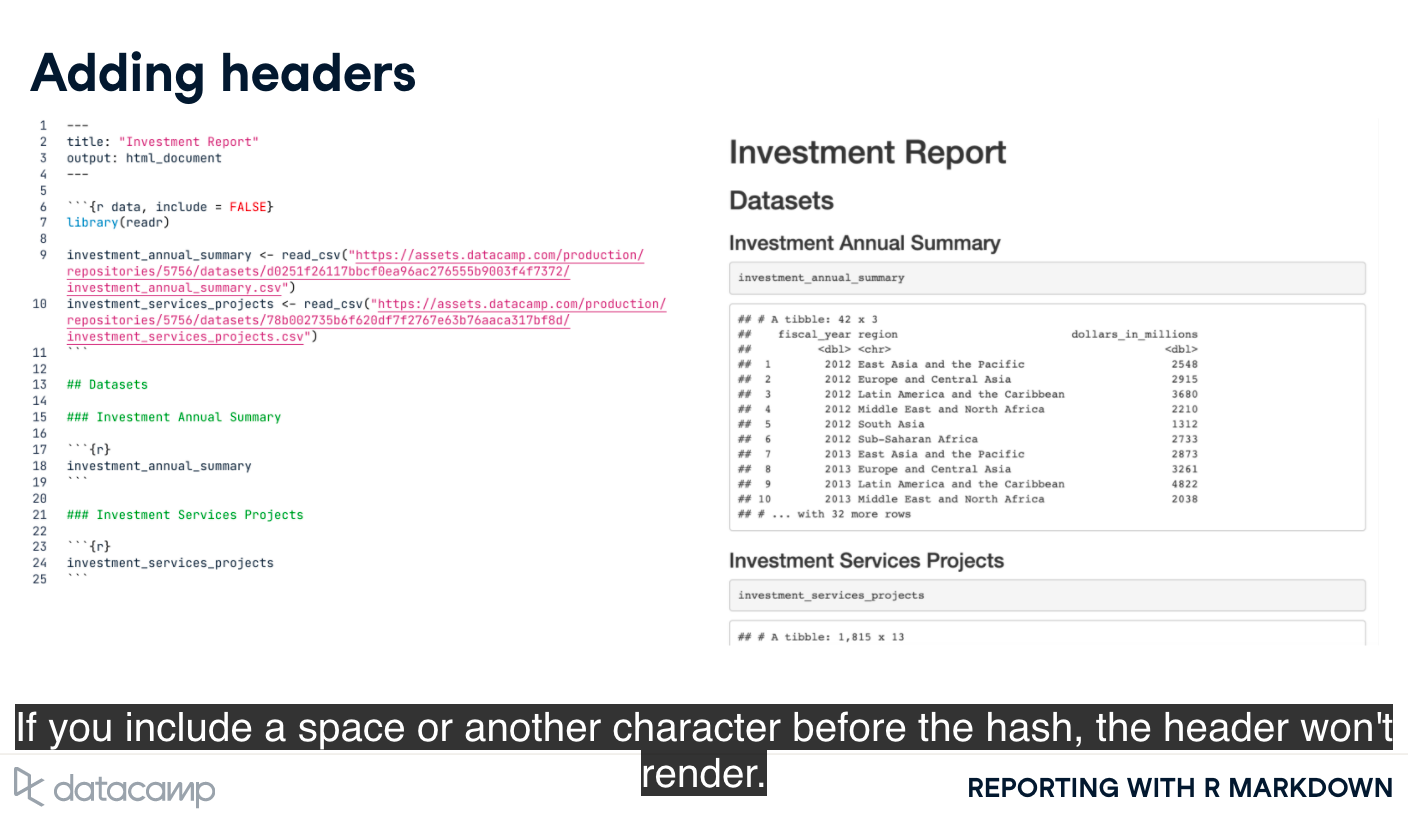 Adding headers
1 ---
2 title: "Investment Report"
3 output: html_document
4 ---
5
6 ```{r data, include = FALSE}
7 library(readr)
8
9 investment_annual_summary <- read_csv("https://assets.datacamp.com/production/
repositories/5756/datasets/d0251f26117bbcf0ea96ac276555b9003f4f7372/
investment_annual_summary.csv")
10 investment_services_projects <- read_csv("https://assets.datacamp.com/production/
repositories/5756/datasets/78b002735b6f620df7f2767e63b76aaca317bf8d/
investment_services_projects.csv")
11 ```
12
13 ## Datasets
14
15 ### Investment Annual Summary
16
17 ```{r}
18 investment_annual_summary
19 ```
20
21 ### Investment Services Projects
22
23 ```{r}
24 investment_services_projects
25 ```
Investment Report
Datasets
Investment Annual Summary
investment_annual_summary
## # A tibble: 42 x 3
##    fiscal_year region                          dollars_in_millions
##          <dbl> <chr>                                         <dbl>
##  1        2012 East Asia and the Pacific                      2548
##  2        2012 Europe and Central Asia                        2915
##  3        2012 Latin America and the Caribbean                3680
##  4        2012 Middle East and North Africa                   2210
##  5        2012 South Asia                                     1312
##  6        2012 Sub-Saharan Africa                             2733
##  7        2013 East Asia and the Pacific                      2873
##  8        2013 Europe and Central Asia                        3261
##  9        2013 Latin America and the Caribbean                4822
## 10        2013 Middle East and North Africa                   2038
## # ... with 32 more rows
Investment Services Projects
investment_services_projects
## # A tibble: 1,815 x 13
If you include a space or another character before the hash, the header won't
render.
datacamp
REPORTING WITH R MARKDOWN